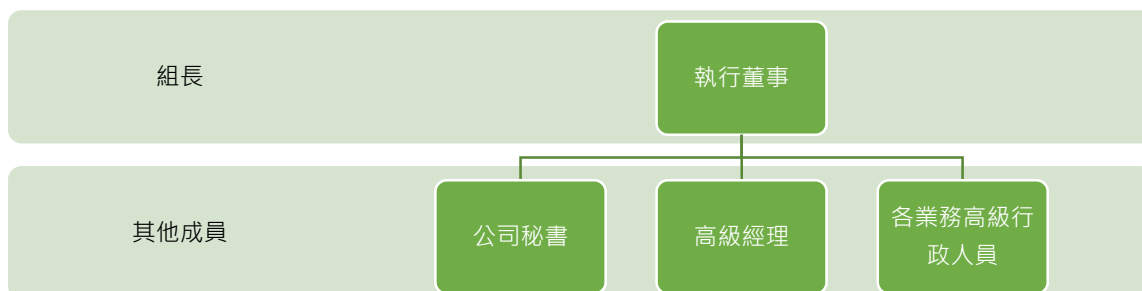 組長
執行董事
其他成員
公司秘書
高級經理
各業務高級行
政人員